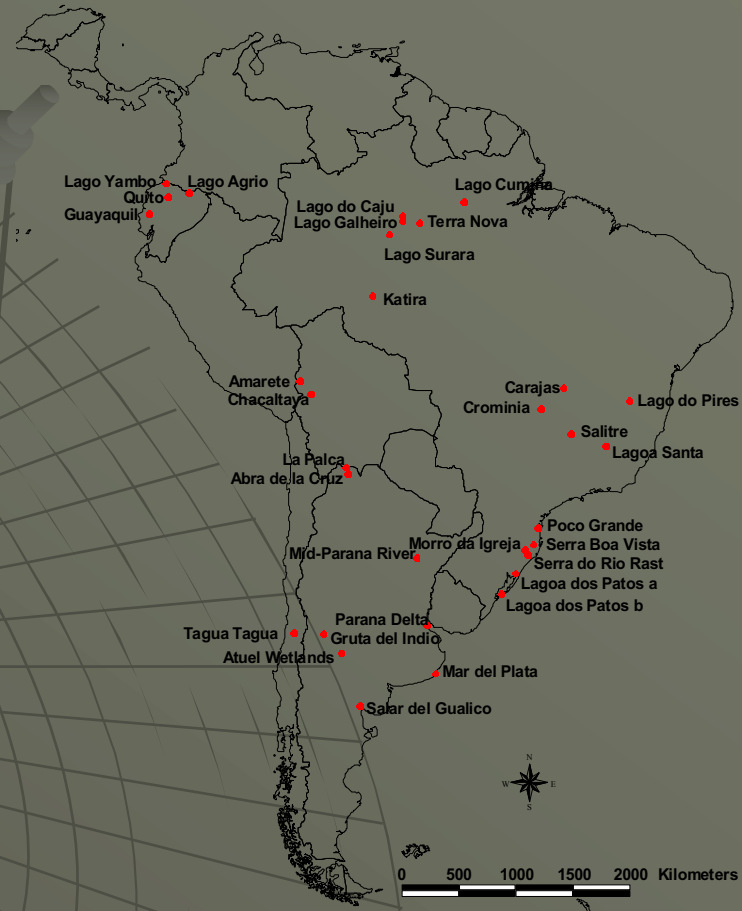 Lago Yambo
Lago Agrio
Quito
Guayaquil
Lago Cumina
Lago do Caju
Lago Galheiro
Terra Nova
Lago Surara
Katira
Amarete
Chacaltaya
Carajas
Lago do Pires
Crominia
Salitre
Lagoa Santa
La Palca
Abra de la Cruz
Poco Grande
Morro da Igreja
Serra Boa Vista
Mid-Parana River
Serra do Rio Rast
Lagoa dos Patos a
Lagoa dos Patos b
Parana Delta
Tagua Tagua
Gruta del Indio
Atuel Wetlands
Mar del Plata
Salar del Gualico
N
W E
S
0 500 1000 1500 2000 Kilometers